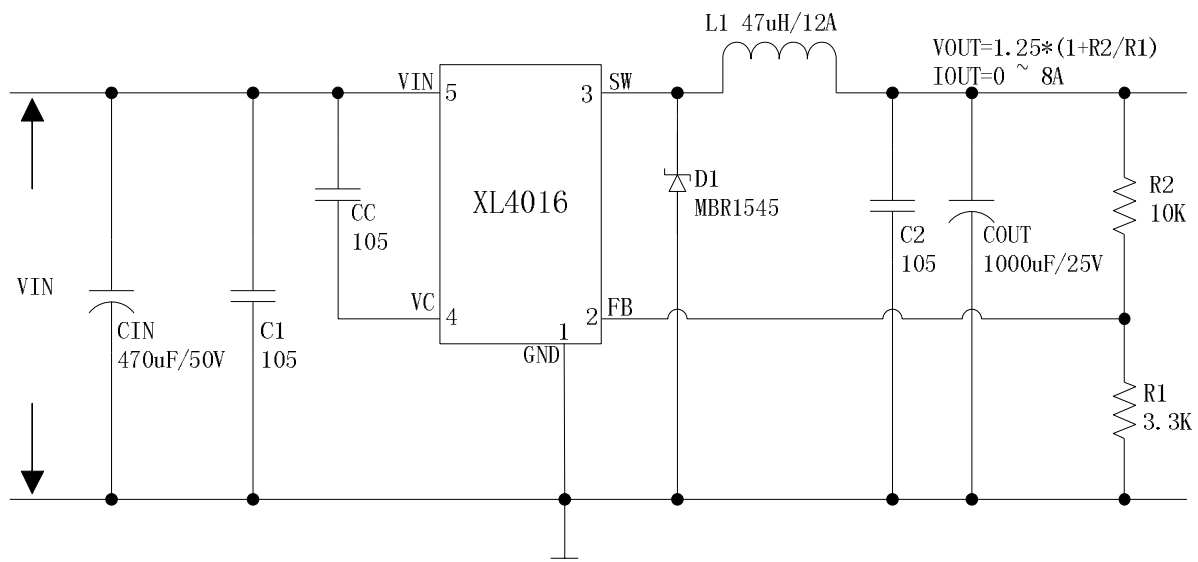 L1 47uH/12A
VOUT=1.25*(1+R2/R1)
IOUT=0 ~ 8A
VIN
5
3
SW
XL4016
D1
MBR1545
R2
10K
CC
105
C2
105
COUT
1000uF/25V
VIN
VC
4
2
FB
1
GND
CIN
470uF/50V
C1
105
R1
3.3K